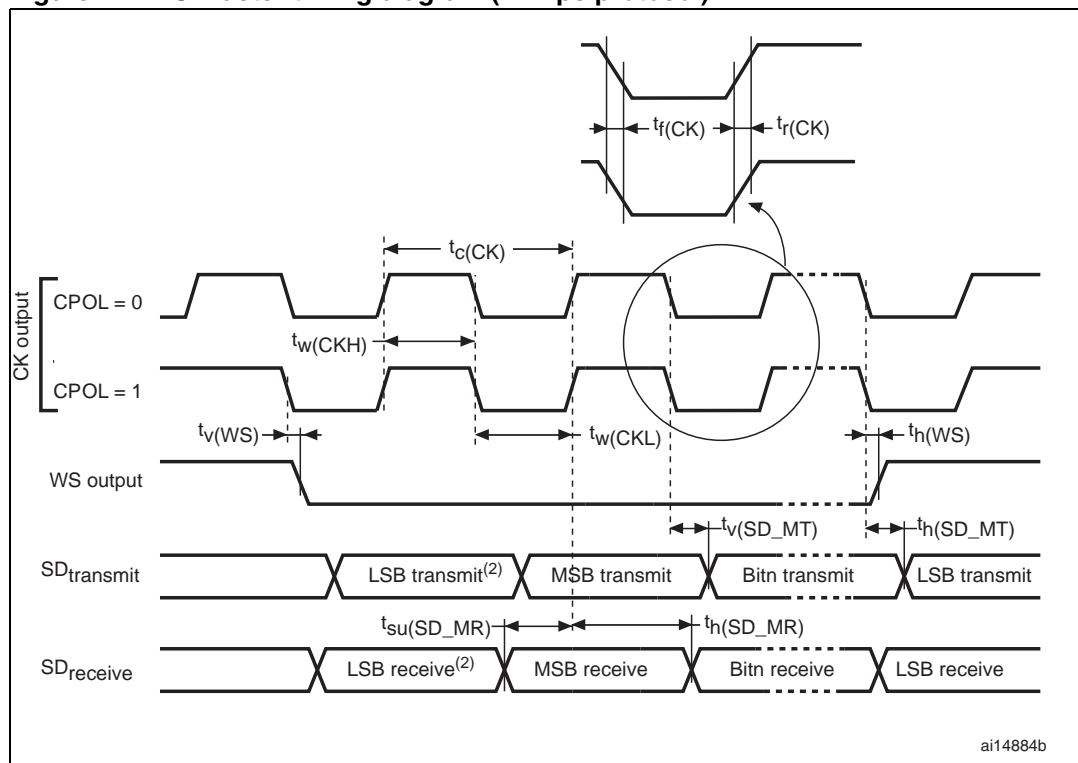 tf(CK)
tr(CK)
tc(CK)
CK output
CPOL = 0
tw(CKH)
CPOL = 1
tv(WS)
tw(CKL)
th(WS)
WS output
tv(SD_MT)
th(SD_MT)
SDtransmit
LSB transmit(2)
MSB transmit
Bitn transmit
LSB transmit
tsu(SD_MR)
th(SD_MR)
SDreceive
LSB receive(2)
MSB receive
Bitn receive
LSB receive
ai14884b